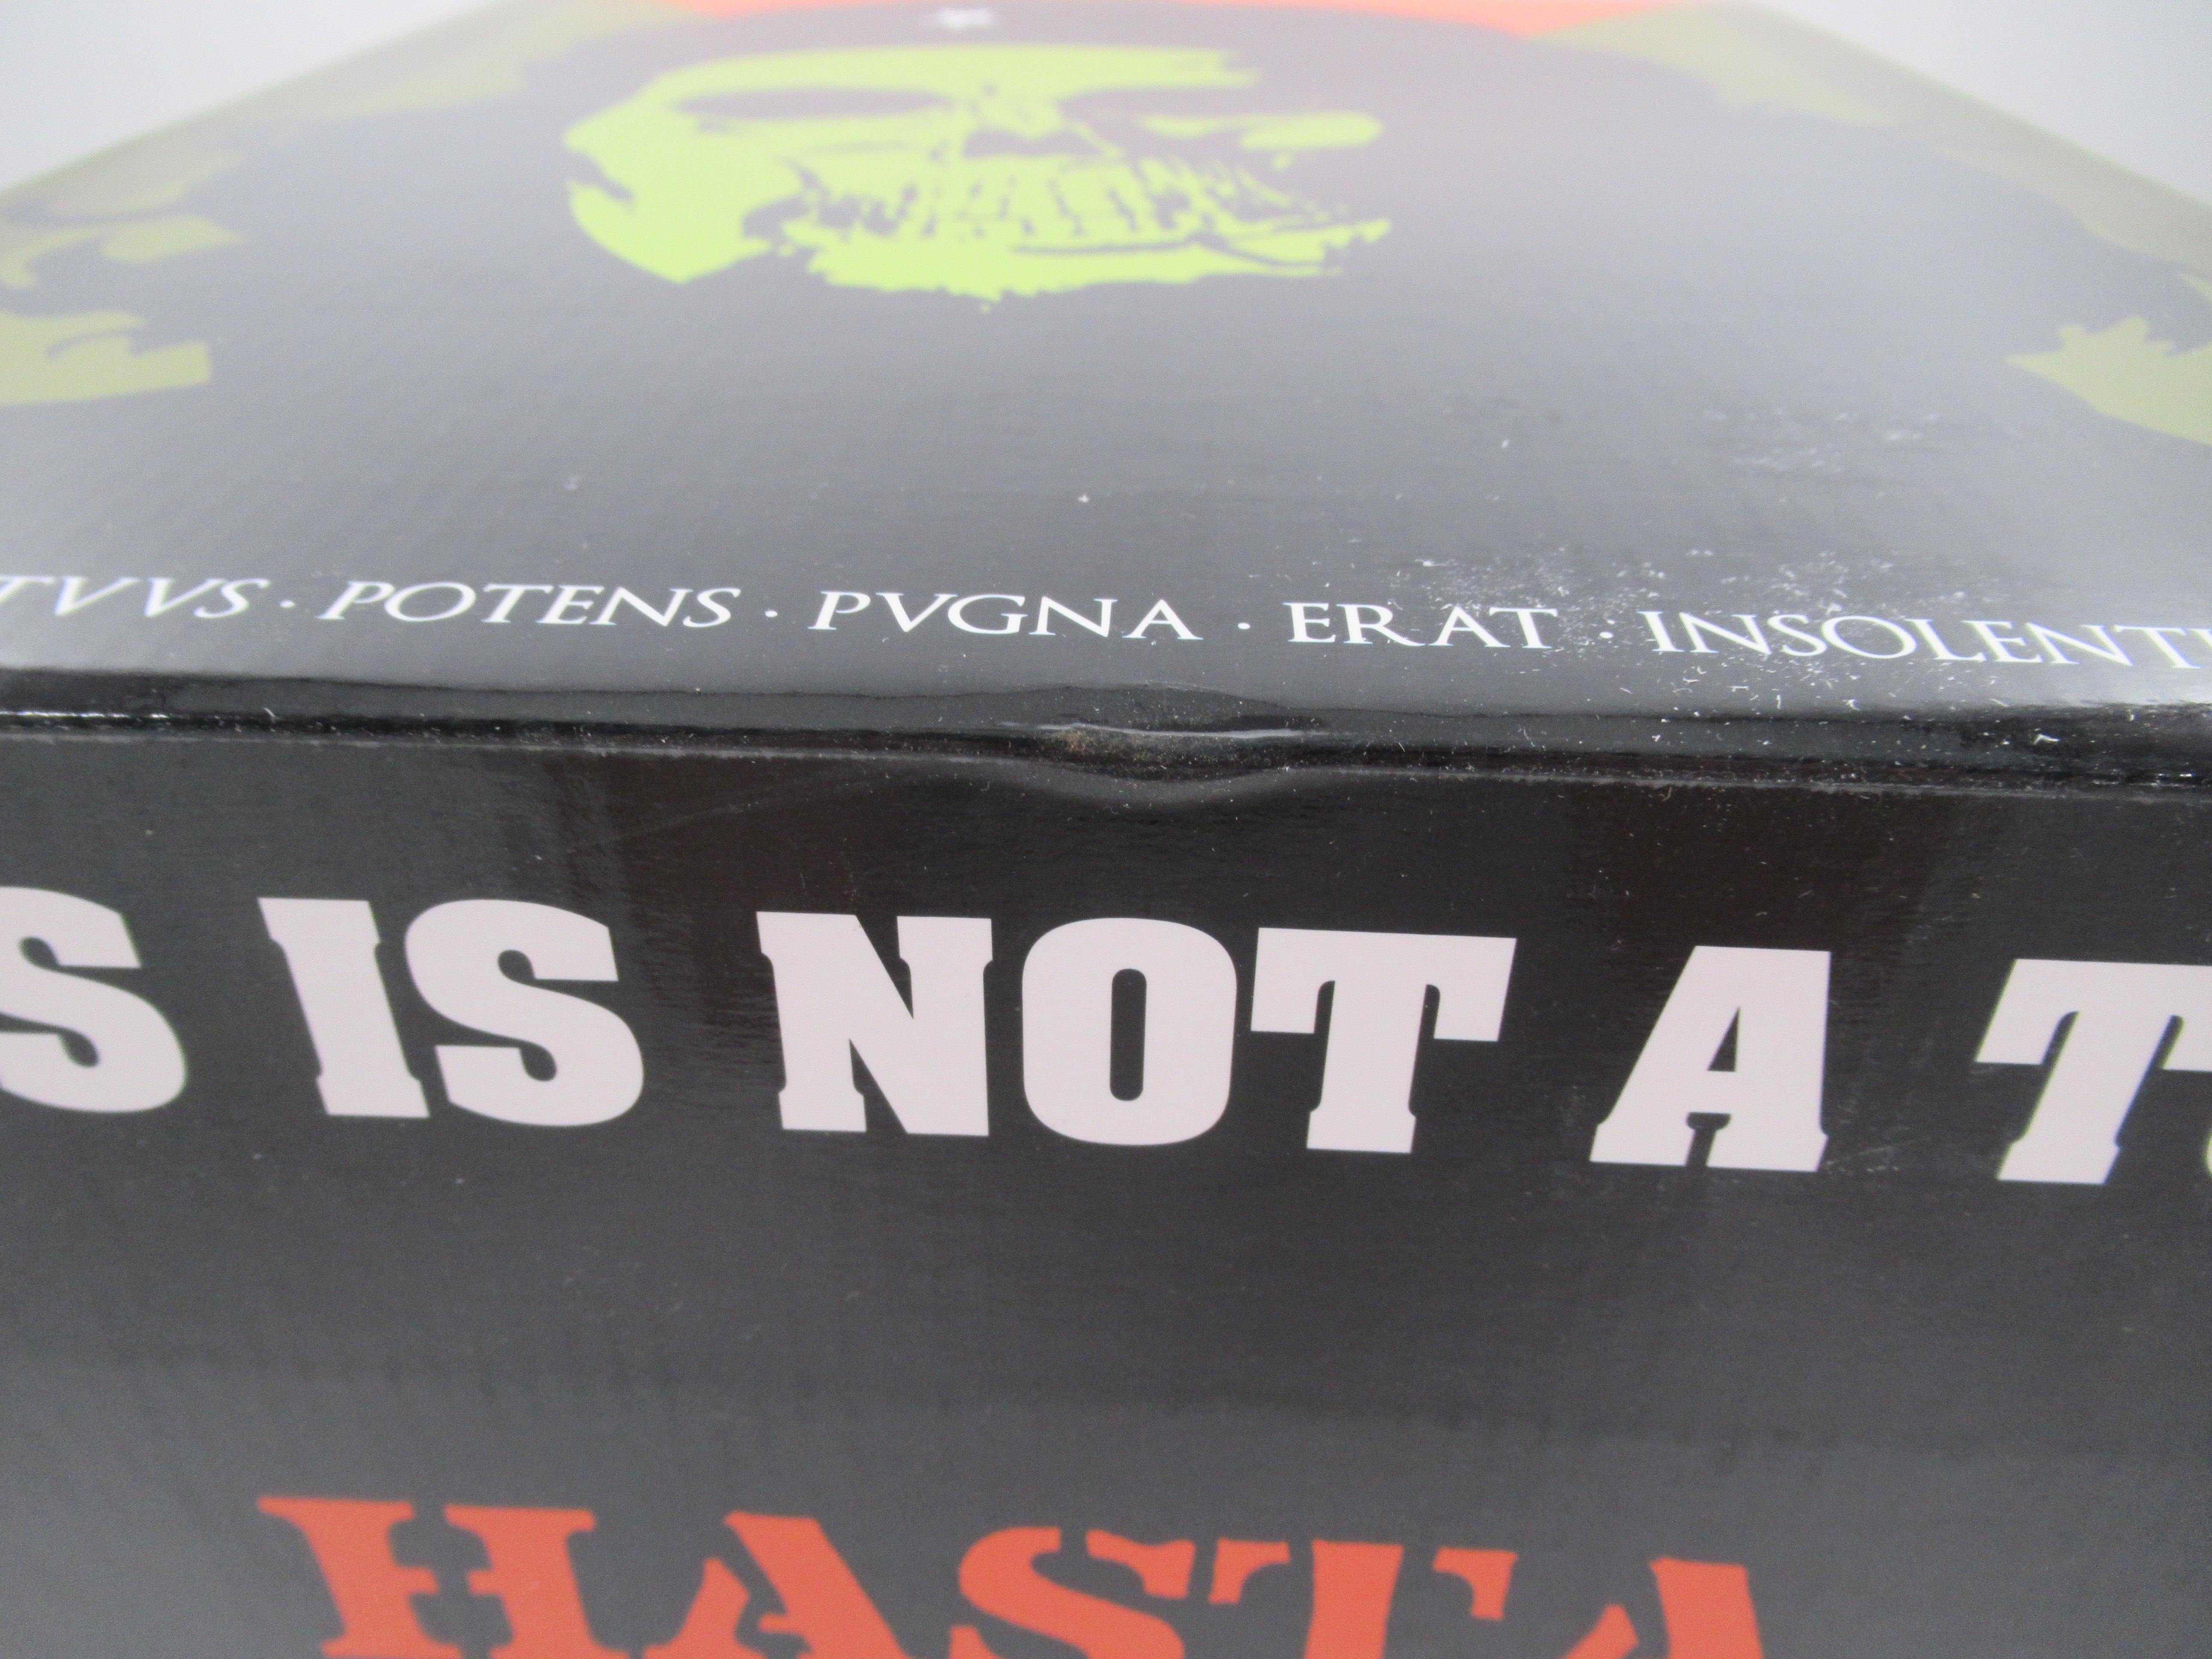 TVVS · POTENS · PVGNA · ERAT · INSOLENT
S IS NOT A T
HASTA